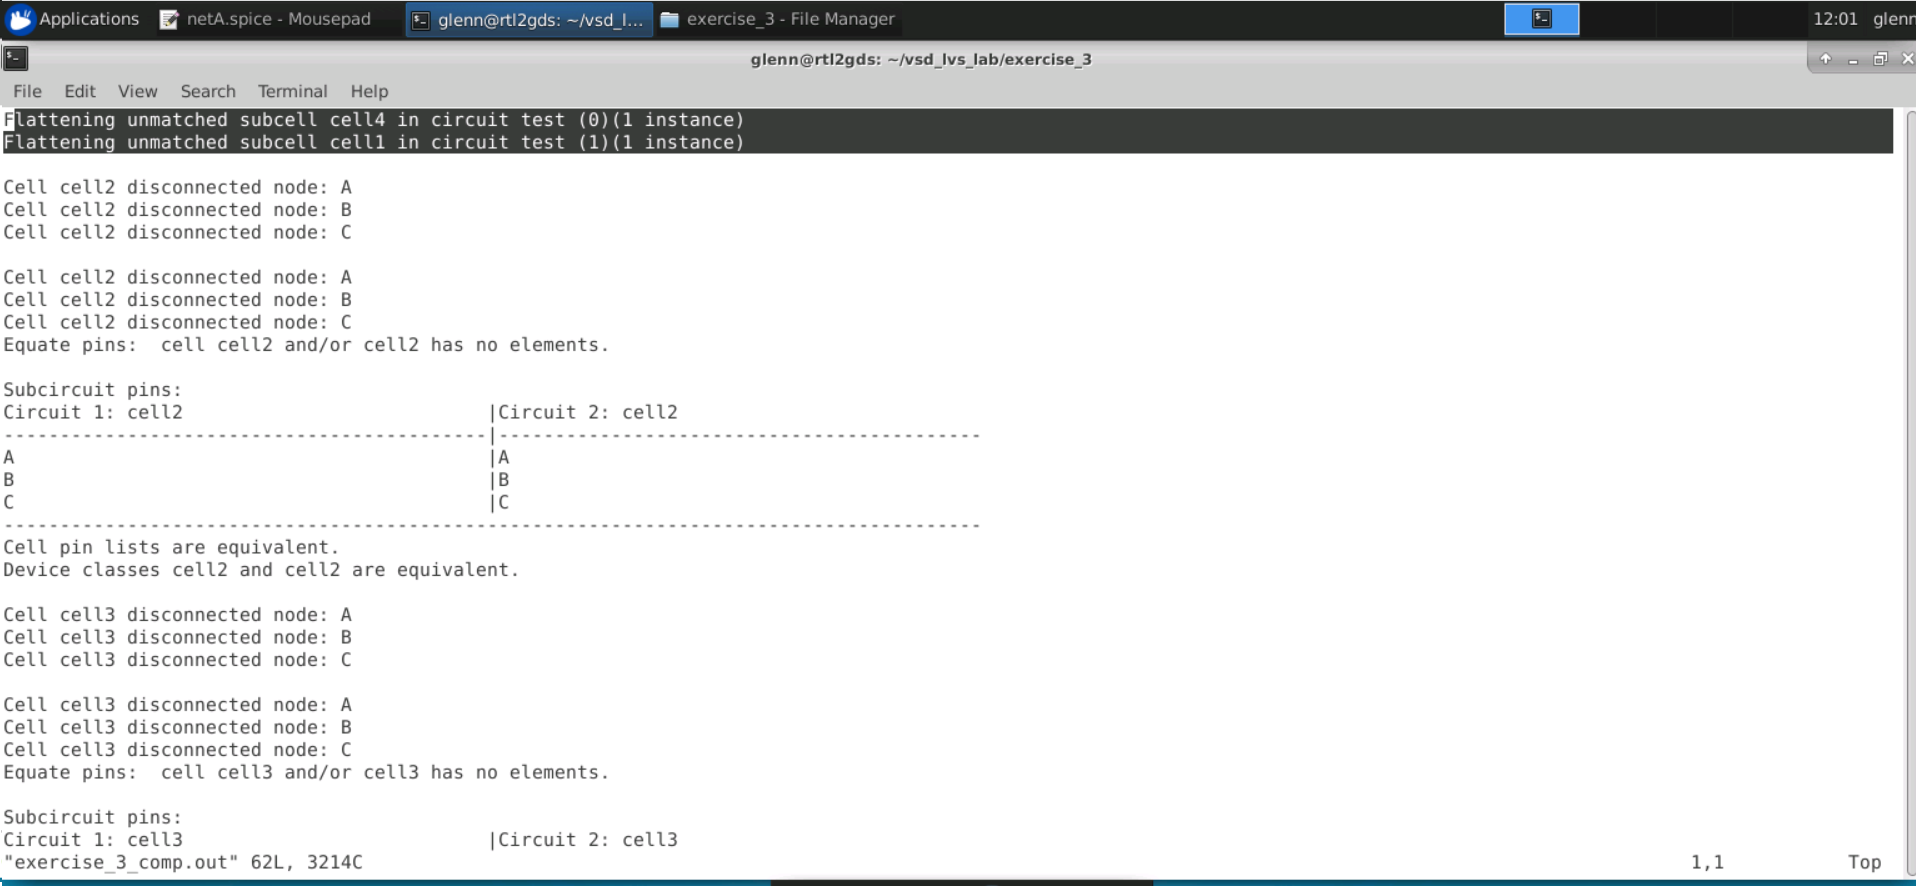 Applications netA.spice - Mousepad glenn@rtl2gds: ~/vsd_l... exercise_3 - File Manager 12:01 glenn
glenn@rtl2gds: ~/vsd_lvs_lab/exercise_3
File Edit View Search Terminal Help
Flattening unmatched subcell cell4 in circuit test (0)(1 instance)
Flattening unmatched subcell cell1 in circuit test (1)(1 instance)
Cell cell2 disconnected node: A
Cell cell2 disconnected node: B
Cell cell2 disconnected node: C
Cell cell2 disconnected node: A
Cell cell2 disconnected node: B
Cell cell2 disconnected node: C
Equate pins:  cell cell2 and/or cell2 has no elements.
Subcircuit pins:
Circuit 1: cell2                           |Circuit 2: cell2
-------------------------------------------|-------------------------------------------
A                                          |A
B                                          |B
C                                          |C
---------------------------------------------------------------------------------------
Cell pin lists are equivalent.
Device classes cell2 and cell2 are equivalent.
Cell cell3 disconnected node: A
Cell cell3 disconnected node: B
Cell cell3 disconnected node: C
Cell cell3 disconnected node: A
Cell cell3 disconnected node: B
Cell cell3 disconnected node: C
Equate pins:  cell cell3 and/or cell3 has no elements.
Subcircuit pins:
Circuit 1: cell3                           |Circuit 2: cell3
"exercise_3_comp.out" 62L, 3214C 1,1 Top